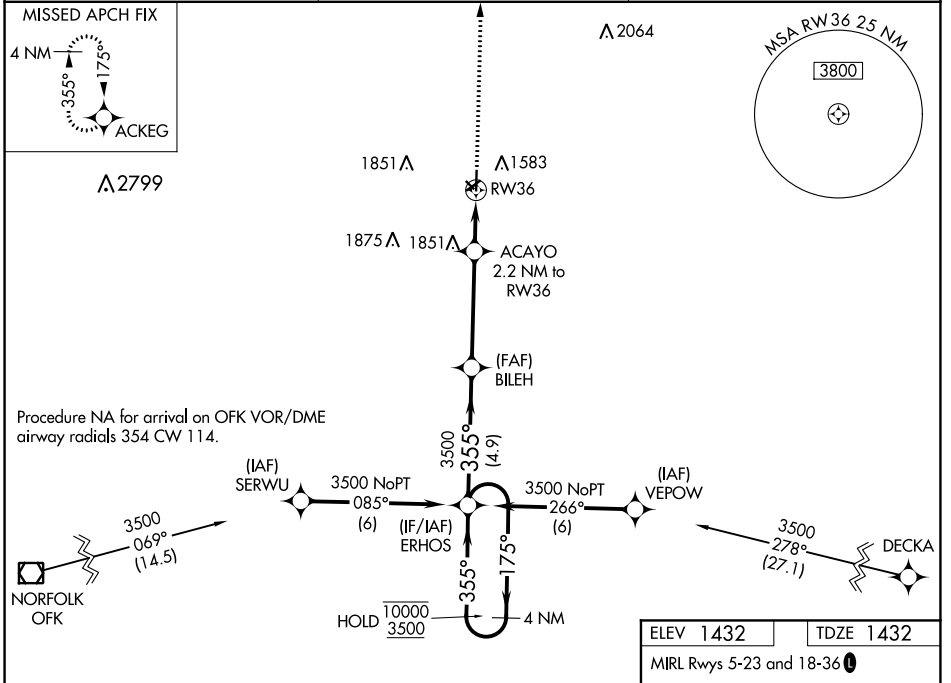 MISSED APCH FIX
4 NM
355°
175°
ACKEG
2799
2064
MSA RW36 25 NM
3800
1851
1583
RW36
1875
1851
ACAYO
2.2 NM to
RW36
(FAF)
BILEH
Procedure NA for arrival on OFK VOR/DME
airway radials 354 CW 114.
3500
355°
(4.9)
(IAF)
SERWU
3500 NoPT
085°
(6)
(IF/IAF)
ERHOS
3500 NoPT
266°
(6)
(IAF)
VEPOW
3500
069°
(14.5)
NORFOLK
OFK
3500
278°
(27.1)
DECKA
355°
175°
HOLD
10000
3500
4 NM
ELEV 1432
TDZE 1432
MIRL Rwys 5-23 and 18-36 L